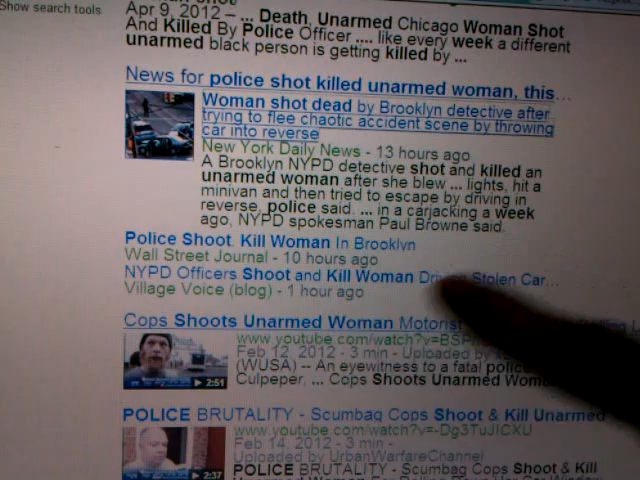 Show search tools
Apr 9, 2012 – ... Death, Unarmed Chicago Woman Shot
And Killed By Police Officer .... like every week a different
unarmed black person is getting killed by ...
News for police shot killed unarmed woman, this...
Woman shot dead by Brooklyn detective after
trying to flee chaotic accident scene by throwing
car into reverse
New York Daily News - 13 hours ago
A Brooklyn NYPD detective shot and killed an
unarmed woman after she blew ... lights, hit a
minivan and then tried to escape by driving in
reverse, police said. ... in a carjacking a week
ago, NYPD spokesman Paul Browne said.
Police Shoot, Kill Woman In Brooklyn
Wall Street Journal - 10 hours ago
NYPD Officers Shoot and Kill Woman Stolen Car...
Village Voice (blog) - 1 hour ago
Cops Shoots Unarmed Woman Motorist
www.youtube.com/watch?v=
Feb 12, 2012 - 3 min - Uploaded by
(WUSA) -- An eyewitness to a fatal
Culpeper, ... Cops Shoots Unarmed
2:51
POLICE BRUTALITY - Scumbag Cops Shoot & Kill Unarmed
www.youtube.com/watch?v=-Dg3TuJICXU
Feb 14, 2012 - 3 min -
Uploaded by UrbanWarfareChannel
POLICE BRUTALITY - Scumbag Cops Shoot & Kill
2:37